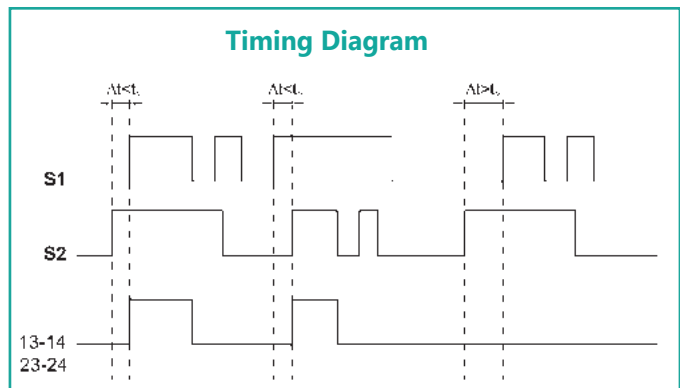 Timing Diagram
Δt<t. Δt<t. Δt>t.
S1
S2
13-14
23-24